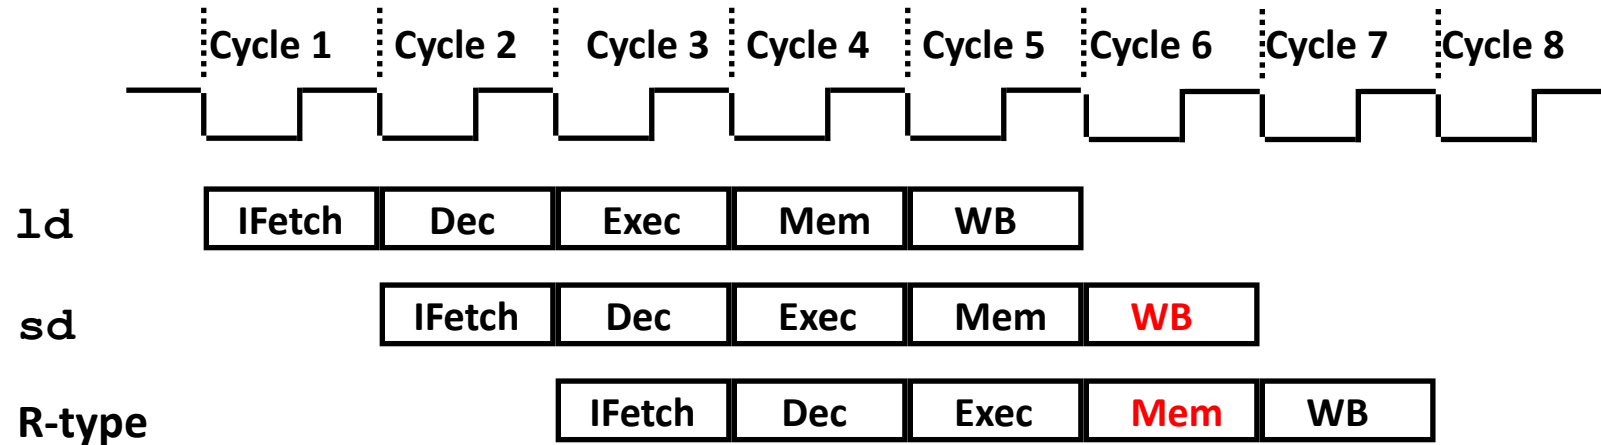 Cycle 1 Cycle 2 Cycle 3 Cycle 4 Cycle 5 Cycle 6 Cycle 7 Cycle 8
ld IFetch Dec Exec Mem WB
sd IFetch Dec Exec Mem WB
R-type IFetch Dec Exec Mem WB